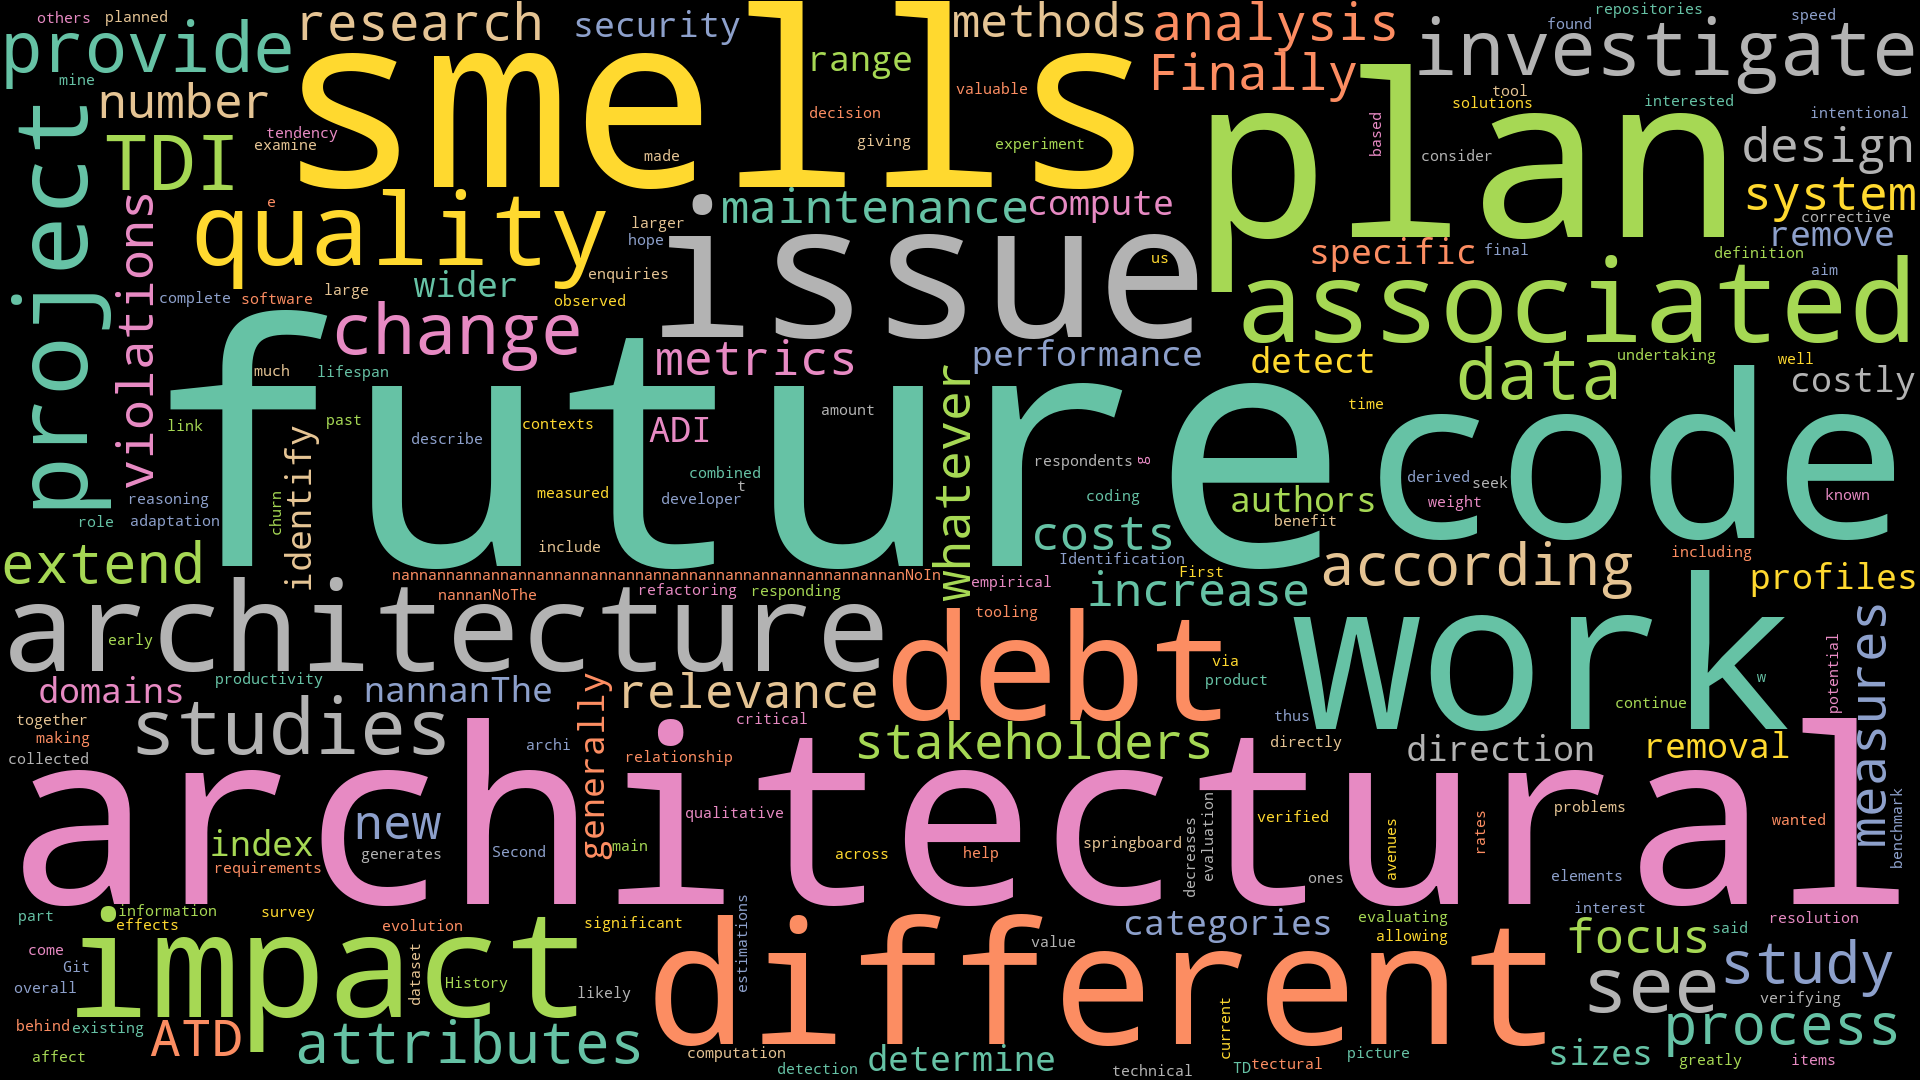 others planned
provide research security smells methods analysis repositories
found speed
investigate
mine range valuable Finally tool
number decision solutions interested intentional
TDI tendency
examine made giving experiment plan based consider design
project violations quality e larger
hope issue maintenance compute system
corrective
remove
wider enquiries us specific final definition
aim
complete software large observed associated
change metrics performance detect undertaking well
much lifespan data costly
link past describe contexts ADI amount whatever time
future code
identify combined
t respondents g derived seek
reasoning measured developer coding authors weight known
role adaptation churn costs benefit
include Identification according including
extend nannannannannannannannannannannannannannannannannannanNoIn empirical First increase profiles
nannanNoThe refactoring responding
architecture tooling debt work measures
early via potential
domains productivity nannanThe generally relevance product w
together continue
making studies critical thus
collected archi relationship stakeholders directly direction removal
architectural
new qualitative verified problems wanted
index generates Second main across help springboard decreases evaluation avenues rates benchmark
requirements ones elements
part information
effects survey evolution significant estimations categories evaluating
allowing interest resolution
come impact different value focus said study
Git
overall dataset History likely see verifying
behind existing ATD attributes current process
affect computation
detection determine technical TD tectural picture sizes greatly items